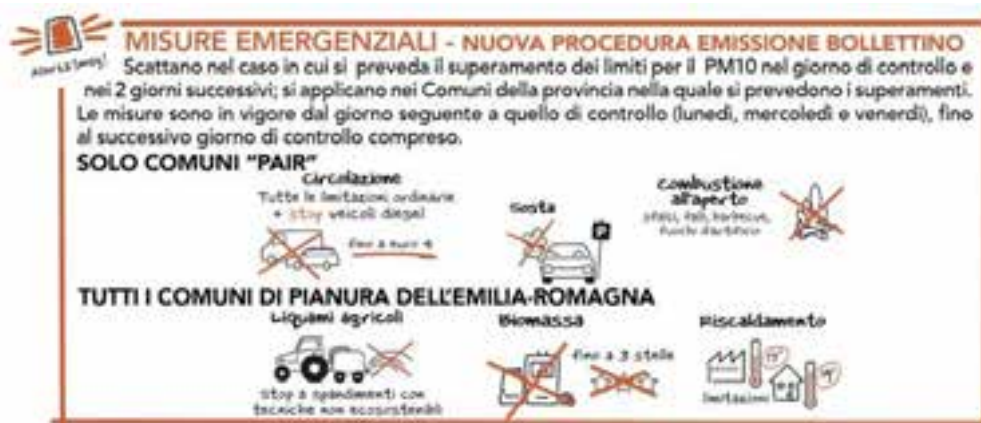 MISURE EMERGENZIALI - NUOVA PROCEDURA EMISSIONE BOLLETTINO
Scattano nel caso in cui si preveda il superamento dei limiti per il PM10 nel giorno di controllo e
nei 2 giorni successivi; si applicano nei Comuni della provincia nella quale si prevedono i superamenti.
Le misure sono in vigore dal giorno seguente a quello di controllo (lunedì, mercoledì e venerdì), fino
al successivo giorno di controllo compreso.
SOLO COMUNI "PAIR"
Circolazione
Tutte le limitazioni ordinarie
+ stop veicoli diesel
fino a euro 4
Sosta
P
Combustione
all'aperto
sfalci, falò, barbecue,
fuochi d'artificio
TUTTI I COMUNI DI PIANURA DELL'EMILIA-ROMAGNA
Liquami agricoli
Stop a spandimenti con
tecniche non ecosostenibili
Biomassa
fino a 3 stelle
Riscaldamento
limitazioni